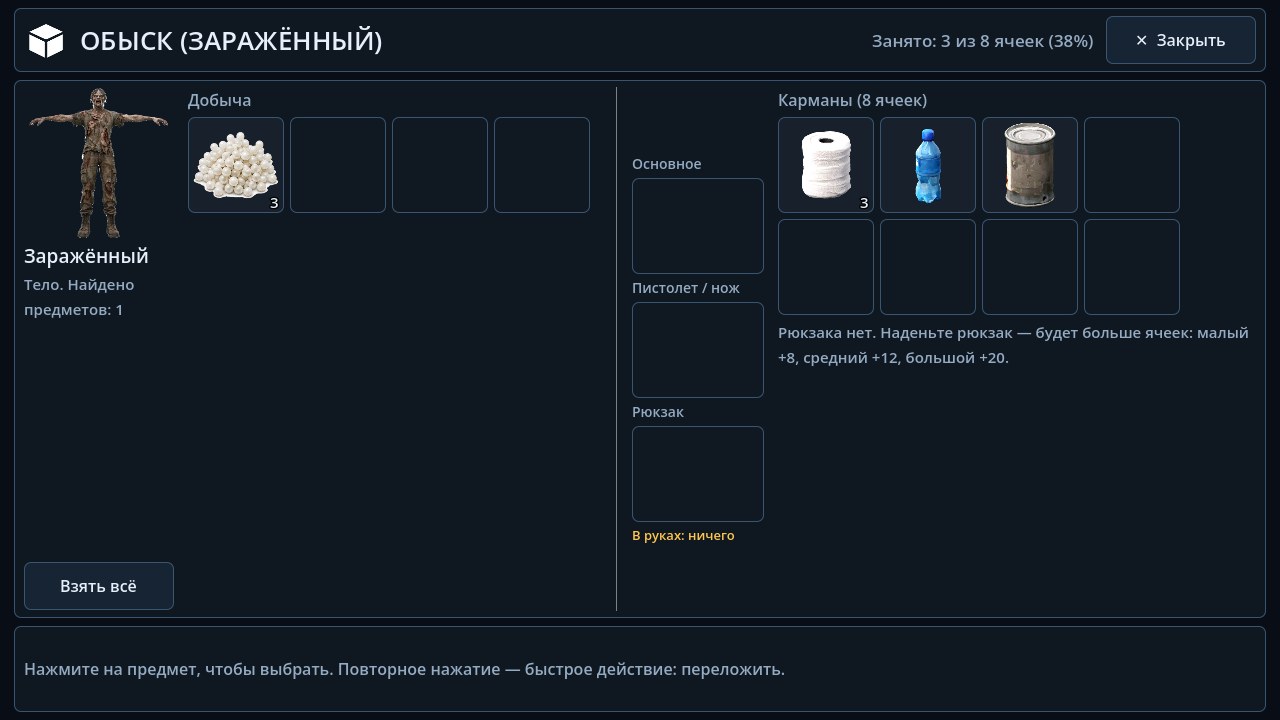 ОБЫСК (ЗАРАЖЁННЫЙ)
Занято: 3 из 8 ячеек (38%)
✕ Закрыть
Добыча
3
Заражённый
Тело. Найдено
предметов: 1
Взять всё
Основное
Пистолет / нож
Рюкзак
В руках: ничего
Карманы (8 ячеек)
3
Рюкзака нет. Наденьте рюкзак — будет больше ячеек: малый
+8, средний +12, большой +20.
Нажмите на предмет, чтобы выбрать. Повторное нажатие — быстрое действие: переложить.